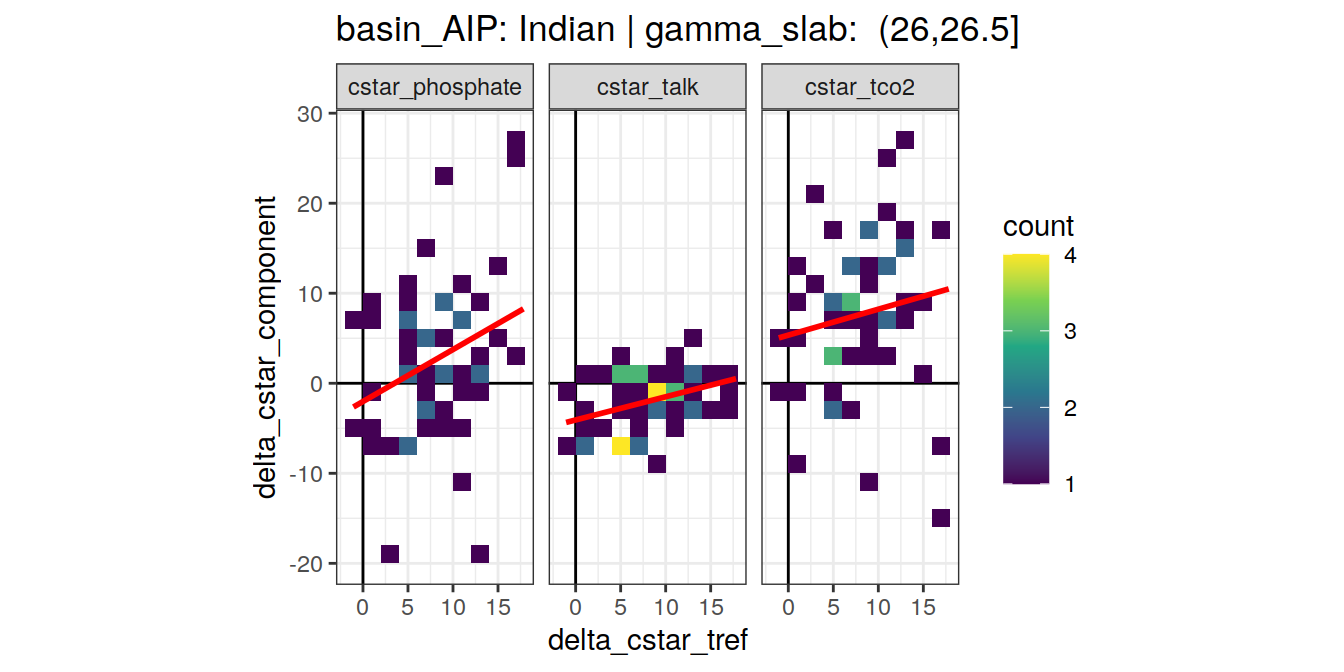 basin_AIP: Indian | gamma_slab:  (26,26.5]
cstar_phosphate cstar_talk cstar_tco2
30
20
10
0
-10
-20
delta_cstar_component
0 5 10 15 0 5 10 15 0 5 10 15
delta_cstar_tref
count
4
3
2
1